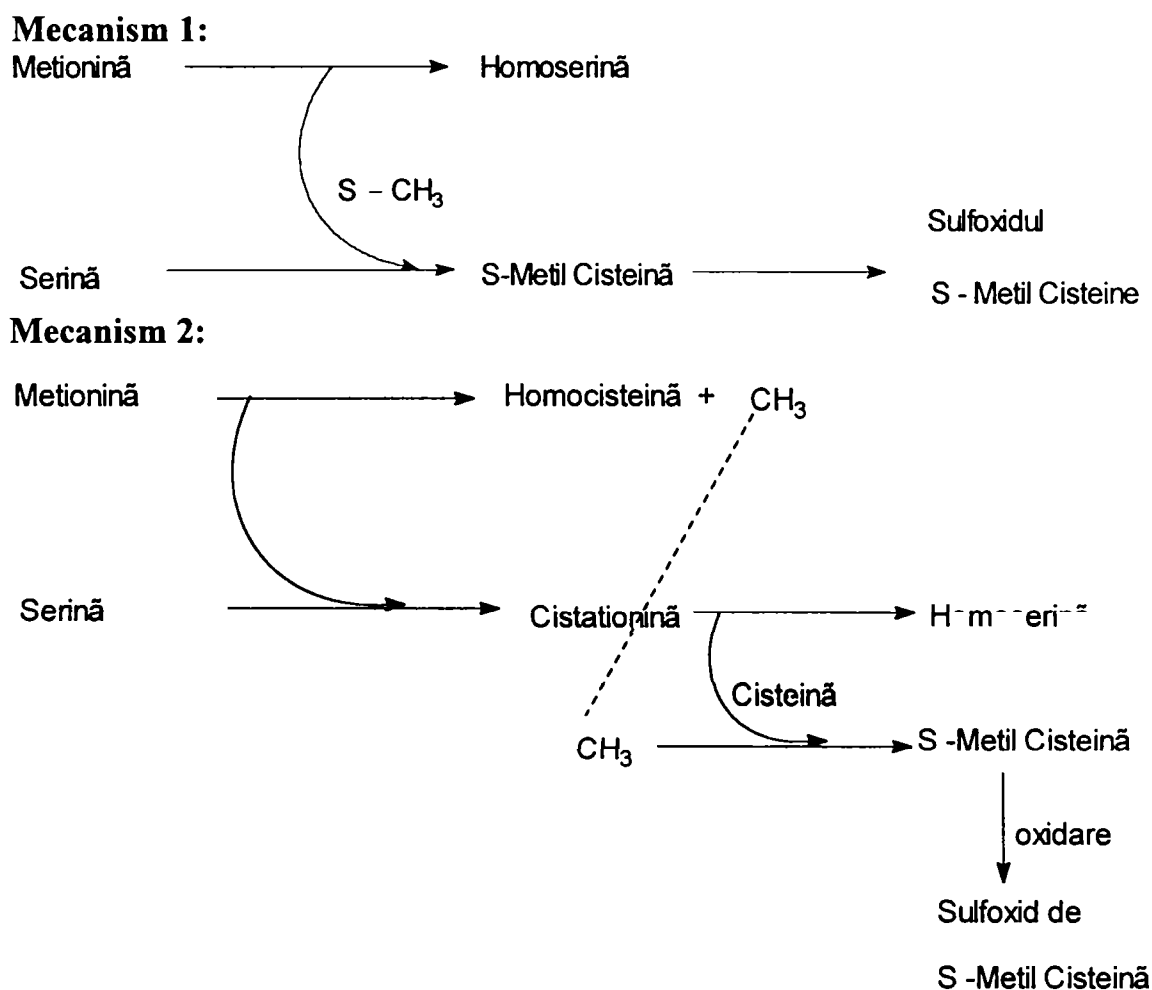 Mecanism 1:
Metioninã Homoserinã
S – CH3
Sulfoxidul
Serinã S-Metil Cisteinã S - Metil Cisteine
Mecanism 2:
Metioninã Homocisteinã + CH3
Serinã Cistationinã
Cisteinã
CH3 S -Metil Cisteinã
oxidare
Sulfoxid de
S -Metil Cisteinã